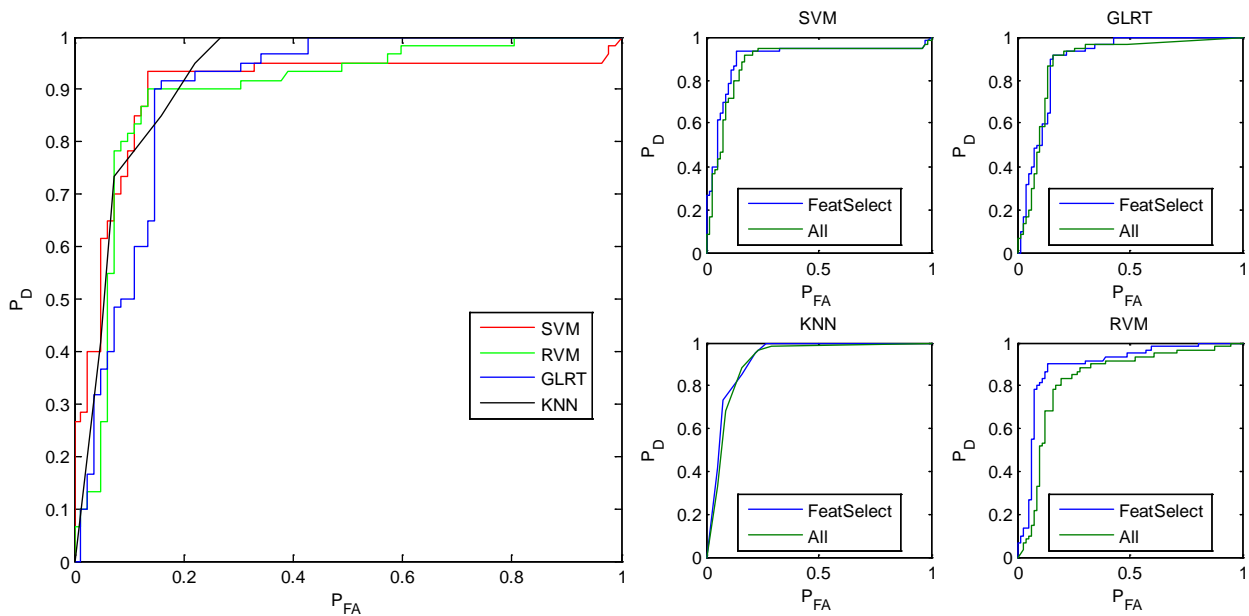 1
0.9
0.8
0.7
0.6
0.5
0.4
0.3
0.2
0.1
0
P_D
0 0.2 0.4 0.6 0.8 1
P_FA
SVM
RVM
GLRT
KNN
SVM
1
0.8
0.6
0.4
0.2
0
P_D
FeatSelect
All
0 0.5 1
P_FA
GLRT
1
0.8
0.6
0.4
0.2
0
P_D
FeatSelect
All
0 0.5 1
P_FA
KNN
1
0.8
0.6
0.4
0.2
0
P_D
FeatSelect
All
0 0.5 1
P_FA
RVM
1
0.8
0.6
0.4
0.2
0
P_D
FeatSelect
All
0 0.5 1
P_FA